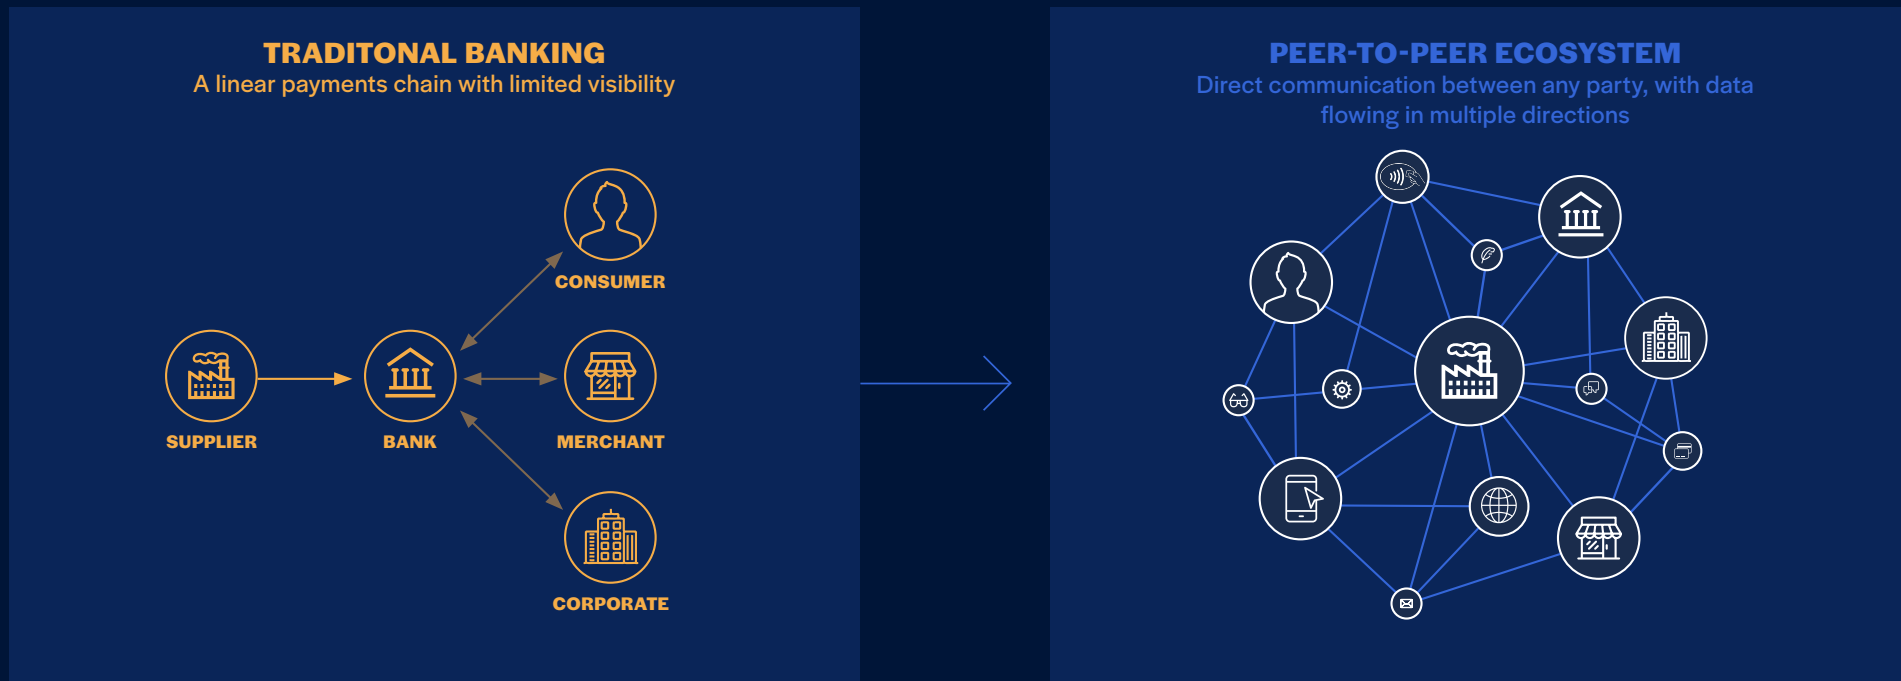 TRADITONAL BANKING
A linear payments chain with limited visibility
CONSUMER
SUPPLIER
BANK
MERCHANT
CORPORATE
PEER-TO-PEER ECOSYSTEM
Direct communication between any party, with data
flowing in multiple directions